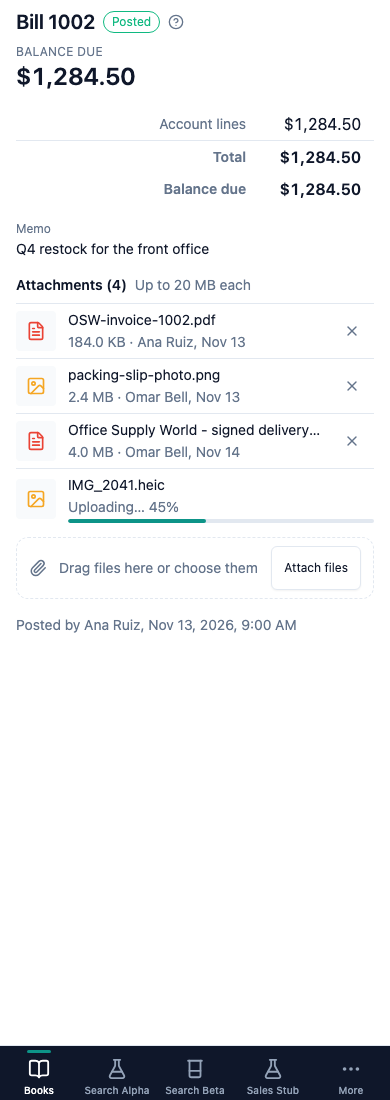 Bill 1002 Posted
BALANCE DUE
$1,284.50
Account lines $1,284.50
Total $1,284.50
Balance due $1,284.50
Memo
Q4 restock for the front office
Attachments (4) Up to 20 MB each
OSW-invoice-1002.pdf
184.0 KB · Ana Ruiz, Nov 13
packing-slip-photo.png
2.4 MB · Omar Bell, Nov 13
Office Supply World - signed delivery...
4.0 MB · Omar Bell, Nov 14
IMG_2041.heic
Uploading... 45%
Drag files here or choose them Attach files
Posted by Ana Ruiz, Nov 13, 2026, 9:00 AM
Books Search Alpha Search Beta Sales Stub More